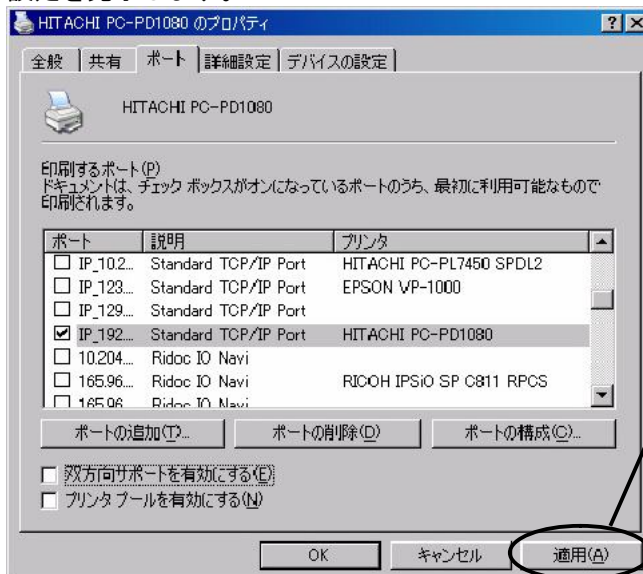 HITACHI PC-PD1080 のプロパティ
全般 共有 ポート 詳細設定 デバイスの設定
HITACHI PC-PD1080
印刷するポート(P)
ドキュメントは、チェック ボックスがオンになっているポートのうち、最初に利用可能なもので
印刷されます。
ポート 説明 プリンタ
IP_10.2... Standard TCP/IP Port HITACHI PC-PL7450 SPDL2
IP_123... Standard TCP/IP Port EPSON VP-1000
IP_129... Standard TCP/IP Port
IP_192... Standard TCP/IP Port HITACHI PC-PD1080
10.204.... Ridoc IO Navi
165.96.... Ridoc IO Navi RICOH IPSiO SP C811 RPCS
165.96 Ridoc IO Navi
ポートの追加(T)... ポートの削除(D) ポートの構成(C)...
双方向サポートを有効にする(E)
プリンタ プールを有効にする(N)
OK キャンセル 適用(A)